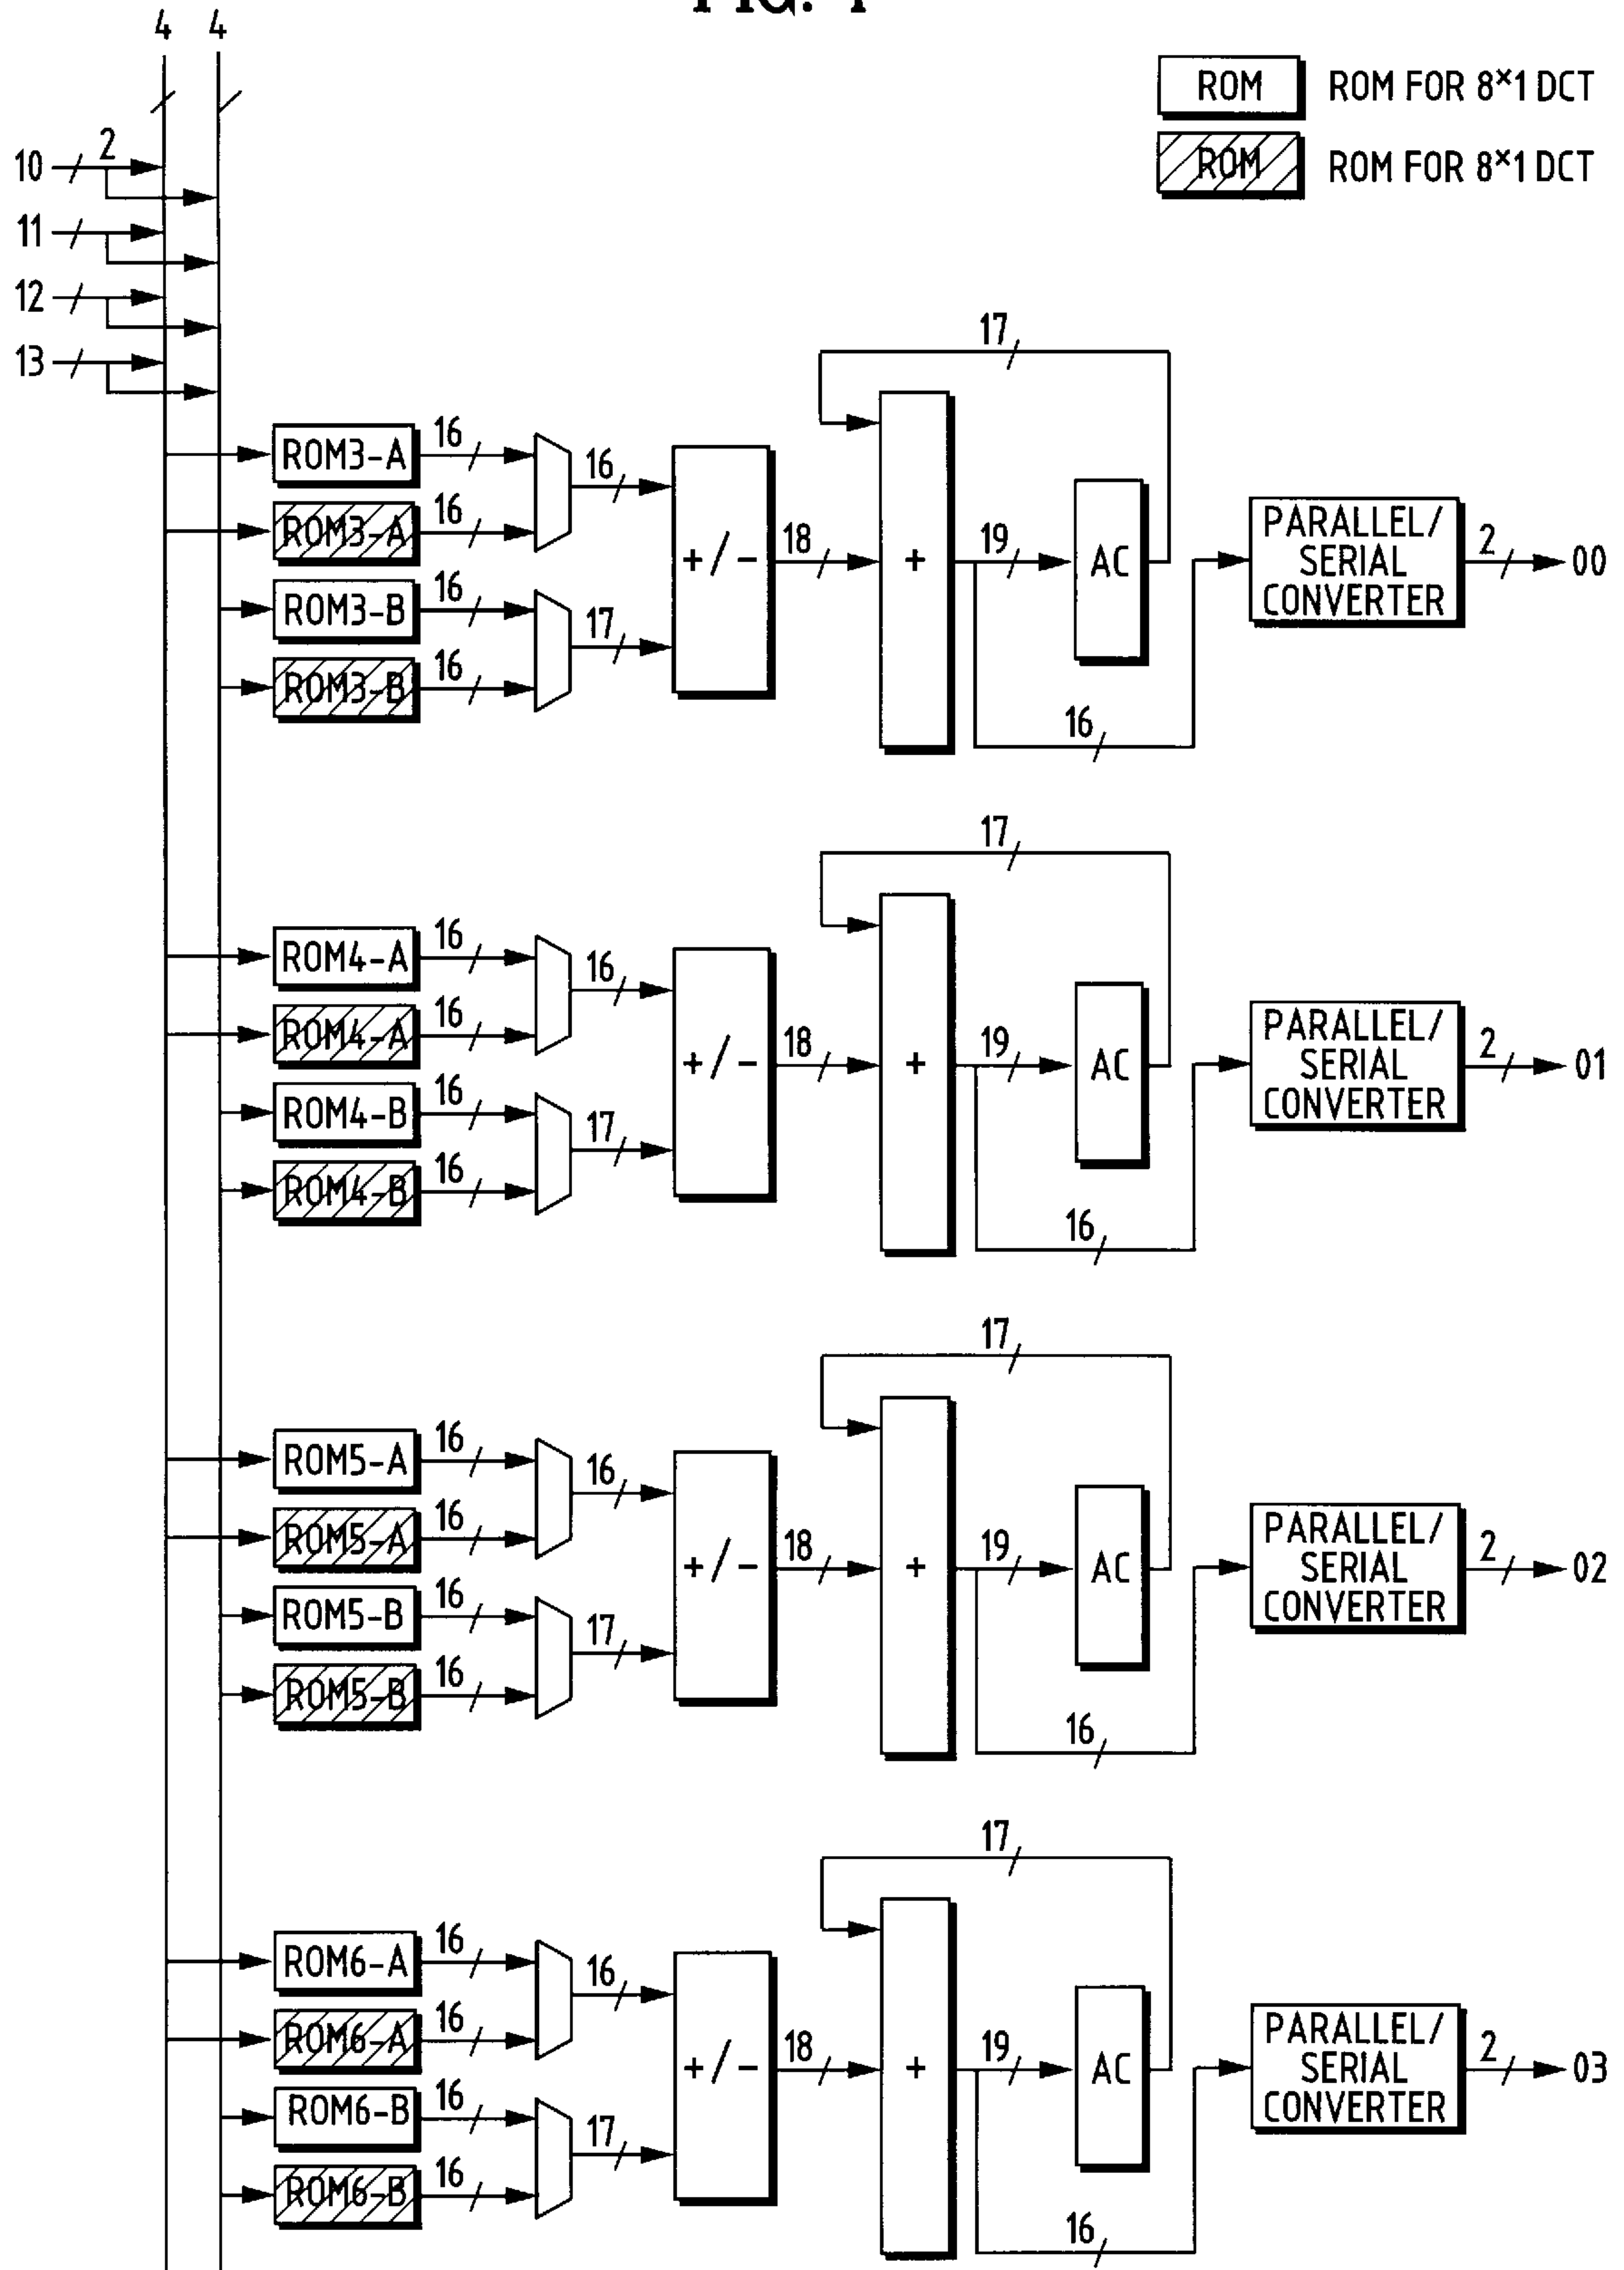 FIG. 4
4 4
ROM ROM FOR 8×1 DCT
ROM ROM FOR 8×1 DCT
10 2
11
12
13
17
ROM3-A 16
16
ROM3-A 16
+/- 18 + 19 AC
PARALLEL/
SERIAL
CONVERTER
2 00
ROM3-B 16
17
ROM3-B 16
16
17
ROM4-A 16
16
ROM4-A 16
+/- 18 + 19 AC
PARALLEL/
SERIAL
CONVERTER
2 01
ROM4-B 16
17
ROM4-B 16
16
17
ROM5-A 16
16
ROM5-A 16
+/- 18 + 19 AC
PARALLEL/
SERIAL
CONVERTER
2 02
ROM5-B 16
17
ROM5-B 16
16
17
ROM6-A 16
16
ROM6-A 16
+/- 18 + 19 AC
PARALLEL/
SERIAL
CONVERTER
2 03
ROM6-B 16
17
ROM6-B 16
16